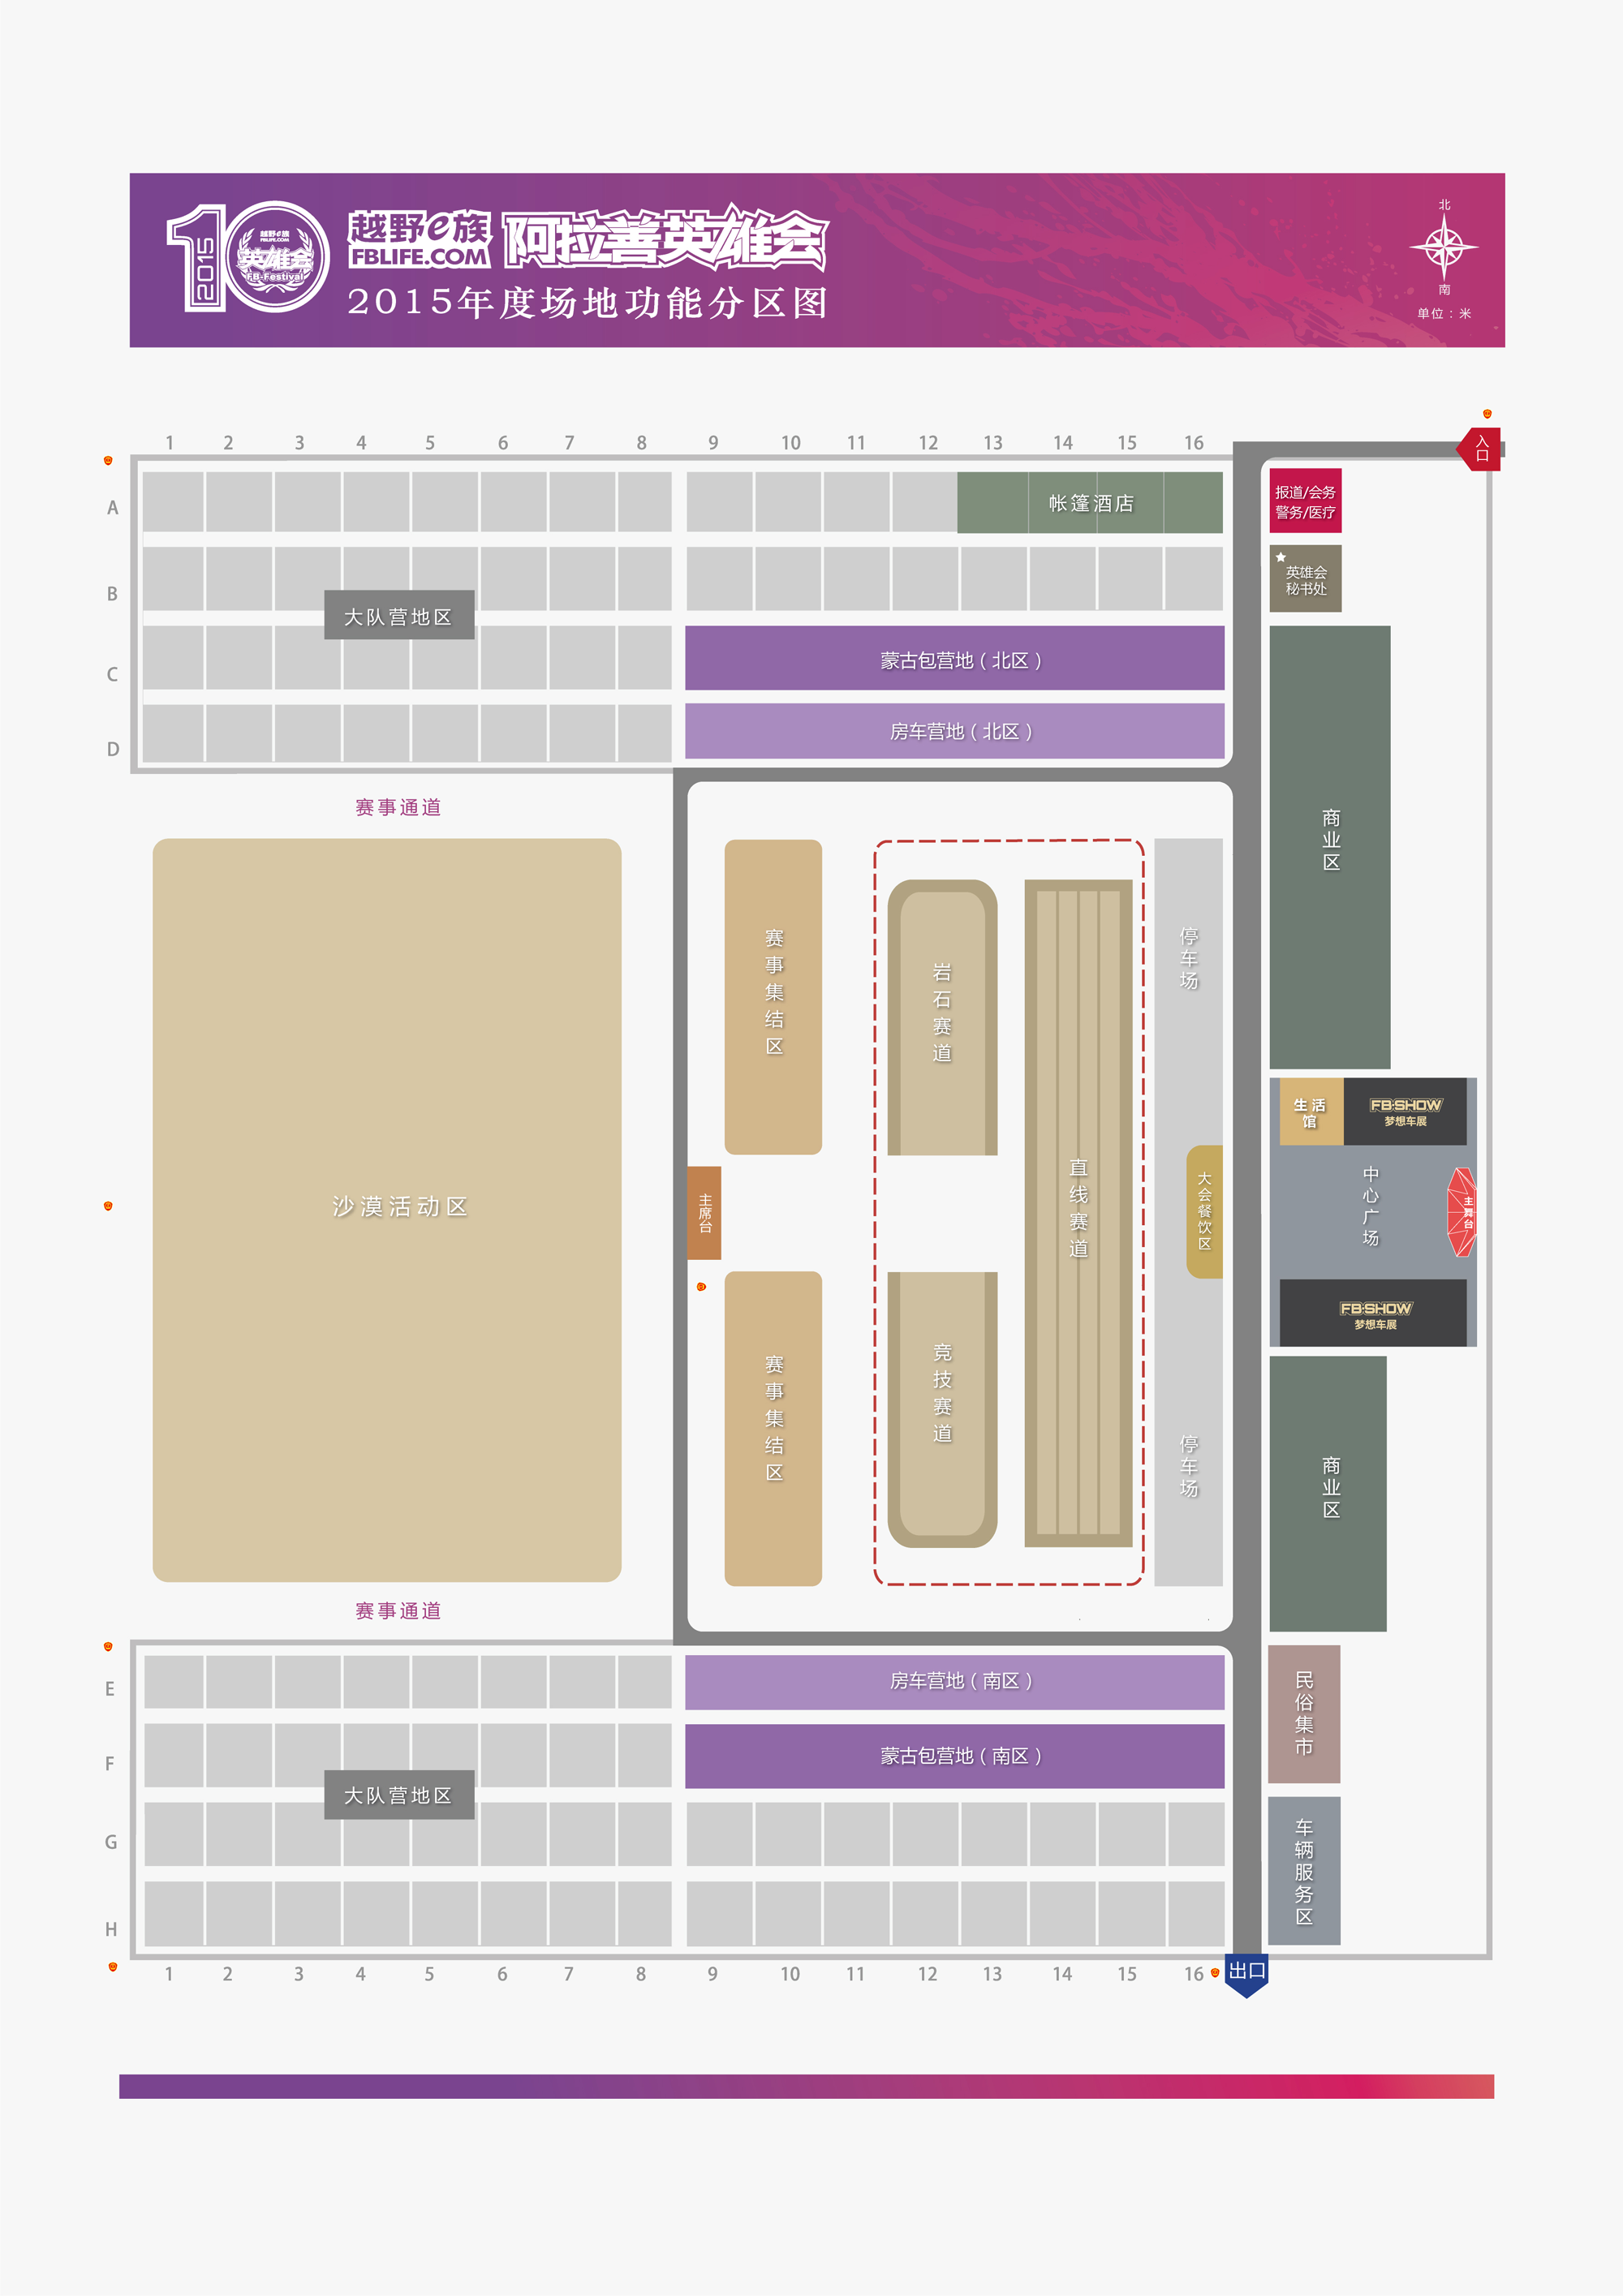 2015
越野e族
FBLIFE.COM
英雄会
FB-Festival
越野e族
FBLIFE.COM
阿拉善英雄会
2015年度场地功能分区图
北
南
单位：米
入口
1 2 3 4 5 6 7 8 9 10 11 12 13 14 15 16
A
帐篷酒店
报道/会务
警务/医疗
B
英雄会
秘书处
大队营地区
C
蒙古包营地（北区）
D
房车营地（北区）
赛事通道
商业区
赛事集结区
岩石赛道
停车场
生活
馆
FB·SHOW
梦想车展
沙漠活动区
主席台
直线赛道
大会餐饮区
中心广场
主舞台
FB·SHOW
梦想车展
赛事集结区
竞技赛道
停车场
商业区
赛事通道
E
房车营地（南区）
民俗集市
F
蒙古包营地（南区）
大队营地区
G
车辆服务区
H
1 2 3 4 5 6 7 8 9 10 11 12 13 14 15 16
出口